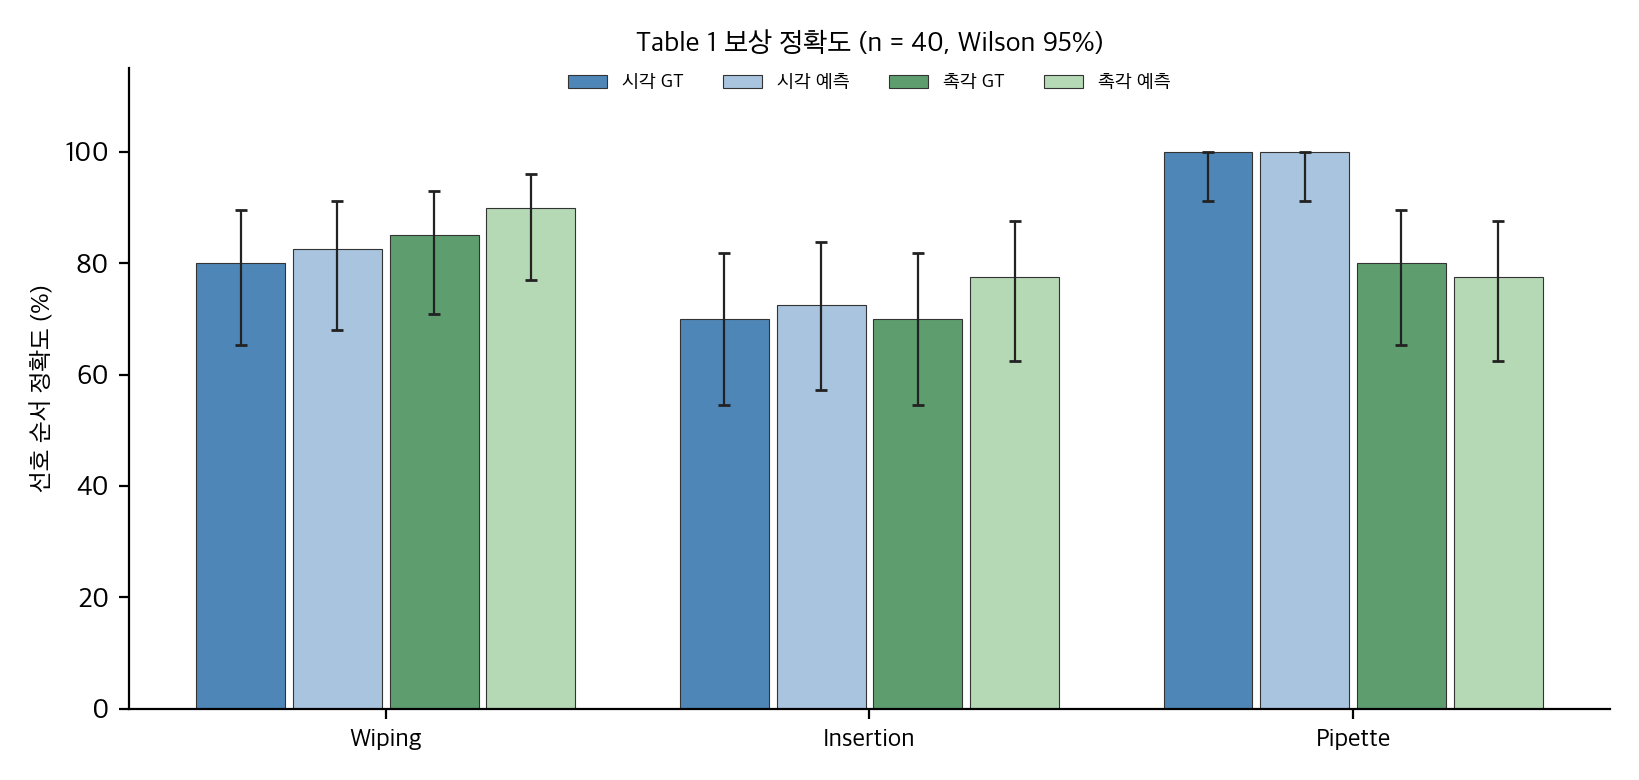 Table 1 보상 정확도 (n = 40, Wilson 95%)
시각 GT 시각 예측 촉각 GT 촉각 예측
선호 순서 정확도 (%)
100
80
60
40
20
0
Wiping Insertion Pipette